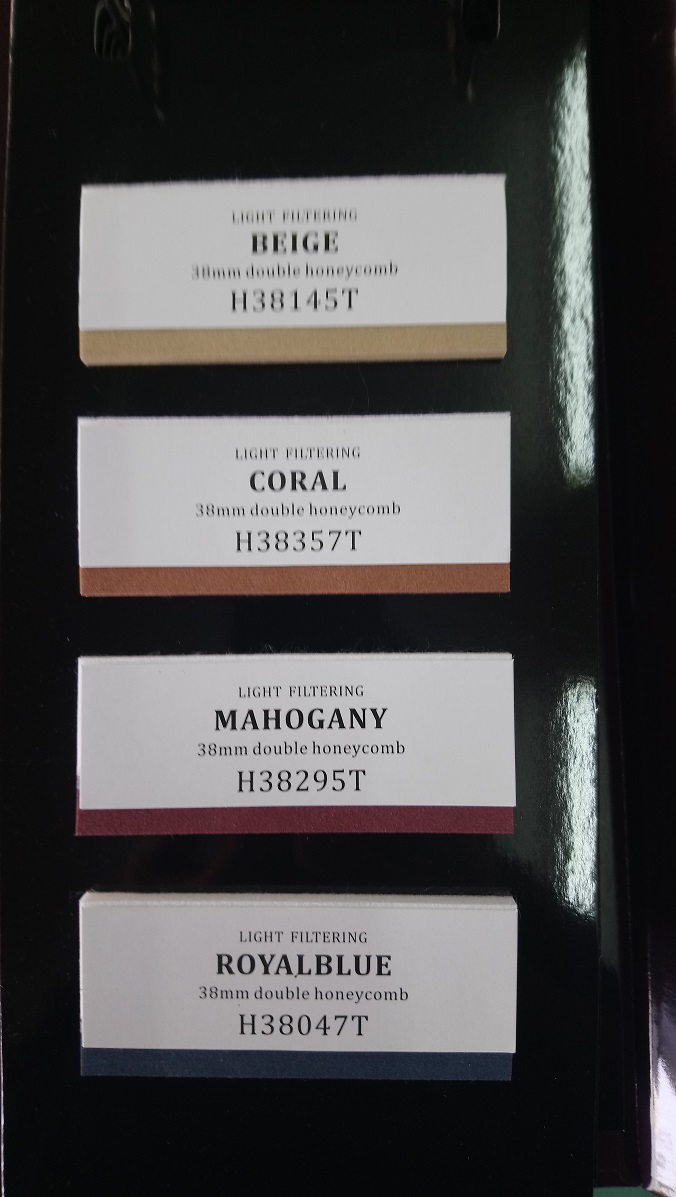 LIGHT FILTERING
BEIGE
38mm double honeycomb
H38145T
LIGHT FILTERING
CORAL
38mm double honeycomb
H38357T
LIGHT FILTERING
MAHOGANY
38mm double honeycomb
H38295T
LIGHT FILTERING
ROYALBLUE
38mm double honeycomb
H38047T